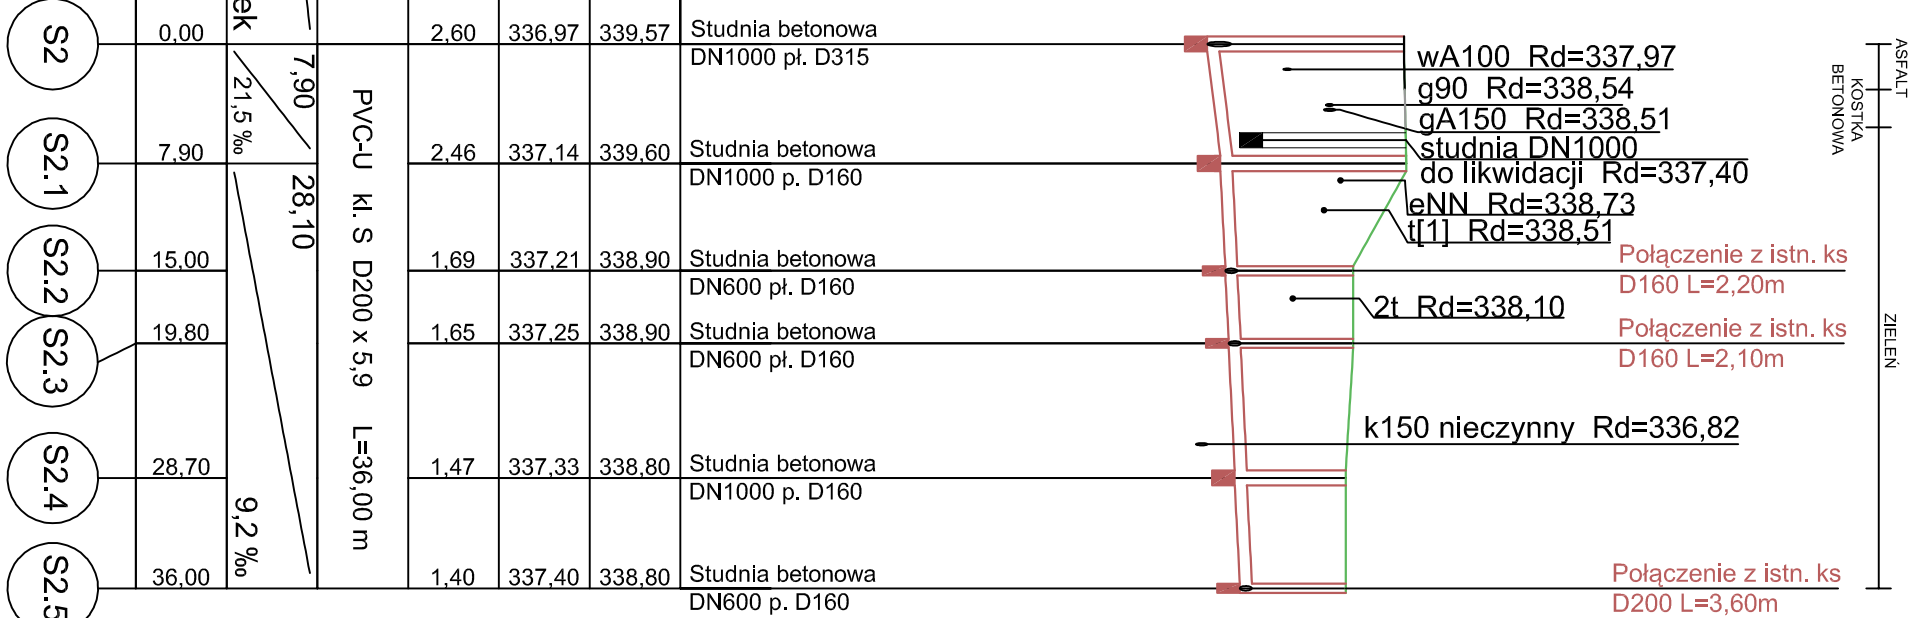 S2
0,00
ek
2,60
336,97
339,57
Studnia betonowa
DN1000 pł. D315
7,90
21,5 ‰
S2.1
7,90
2,46
337,14
339,60
Studnia betonowa
DN1000 p. D160
28,10
9,2 ‰
PVC-U kl. S D200 x 5,9 L=36,00 m
S2.2
15,00
1,69
337,21
338,90
Studnia betonowa
DN600 pł. D160
S2.3
19,80
1,65
337,25
338,90
Studnia betonowa
DN600 pł. D160
S2.4
28,70
1,47
337,33
338,80
Studnia betonowa
DN1000 p. D160
S2.5
36,00
1,40
337,40
338,80
Studnia betonowa
DN600 p. D160
wA100 Rd=337,97
g90 Rd=338,54
gA150 Rd=338,51
studnia DN1000
do likwidacji Rd=337,40
eNN Rd=338,73
t[1] Rd=338,51
2t Rd=338,10
k150 nieczynny Rd=336,82
Połączenie z istn. ks
D160 L=2,20m
Połączenie z istn. ks
D160 L=2,10m
Połączenie z istn. ks
D200 L=3,60m
ASFALT
KOSTKA
BETONOWA
ZIELEŃ